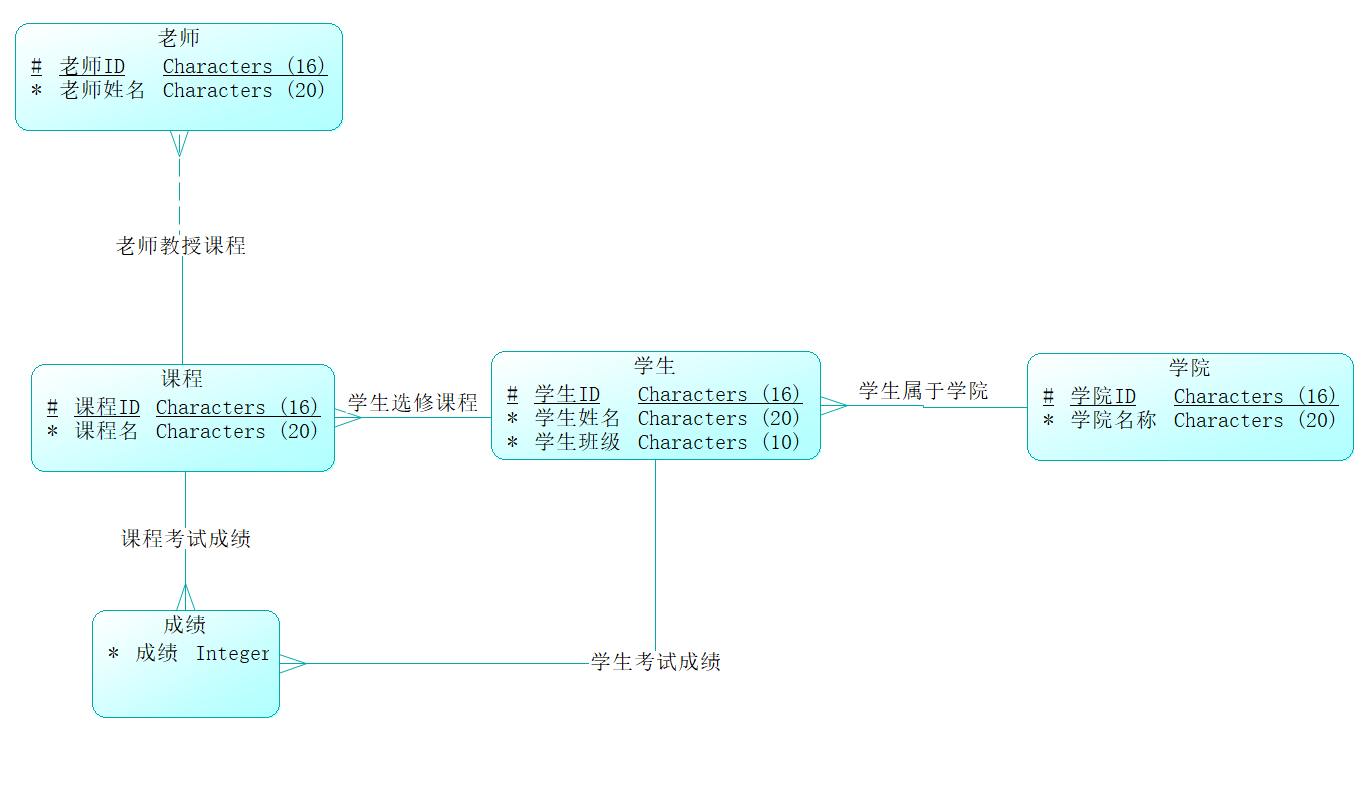 老师
# 老师ID Characters (16)
* 老师姓名 Characters (20)
老师教授课程
课程
# 课程ID Characters (16)
* 课程名 Characters (20)
学生选修课程
学生
# 学生ID Characters (16)
* 学生姓名 Characters (20)
* 学生班级 Characters (10)
学生属于学院
学院
# 学院ID Characters (16)
* 学院名称 Characters (20)
课程考试成绩
成绩
* 成绩 Integer
学生考试成绩